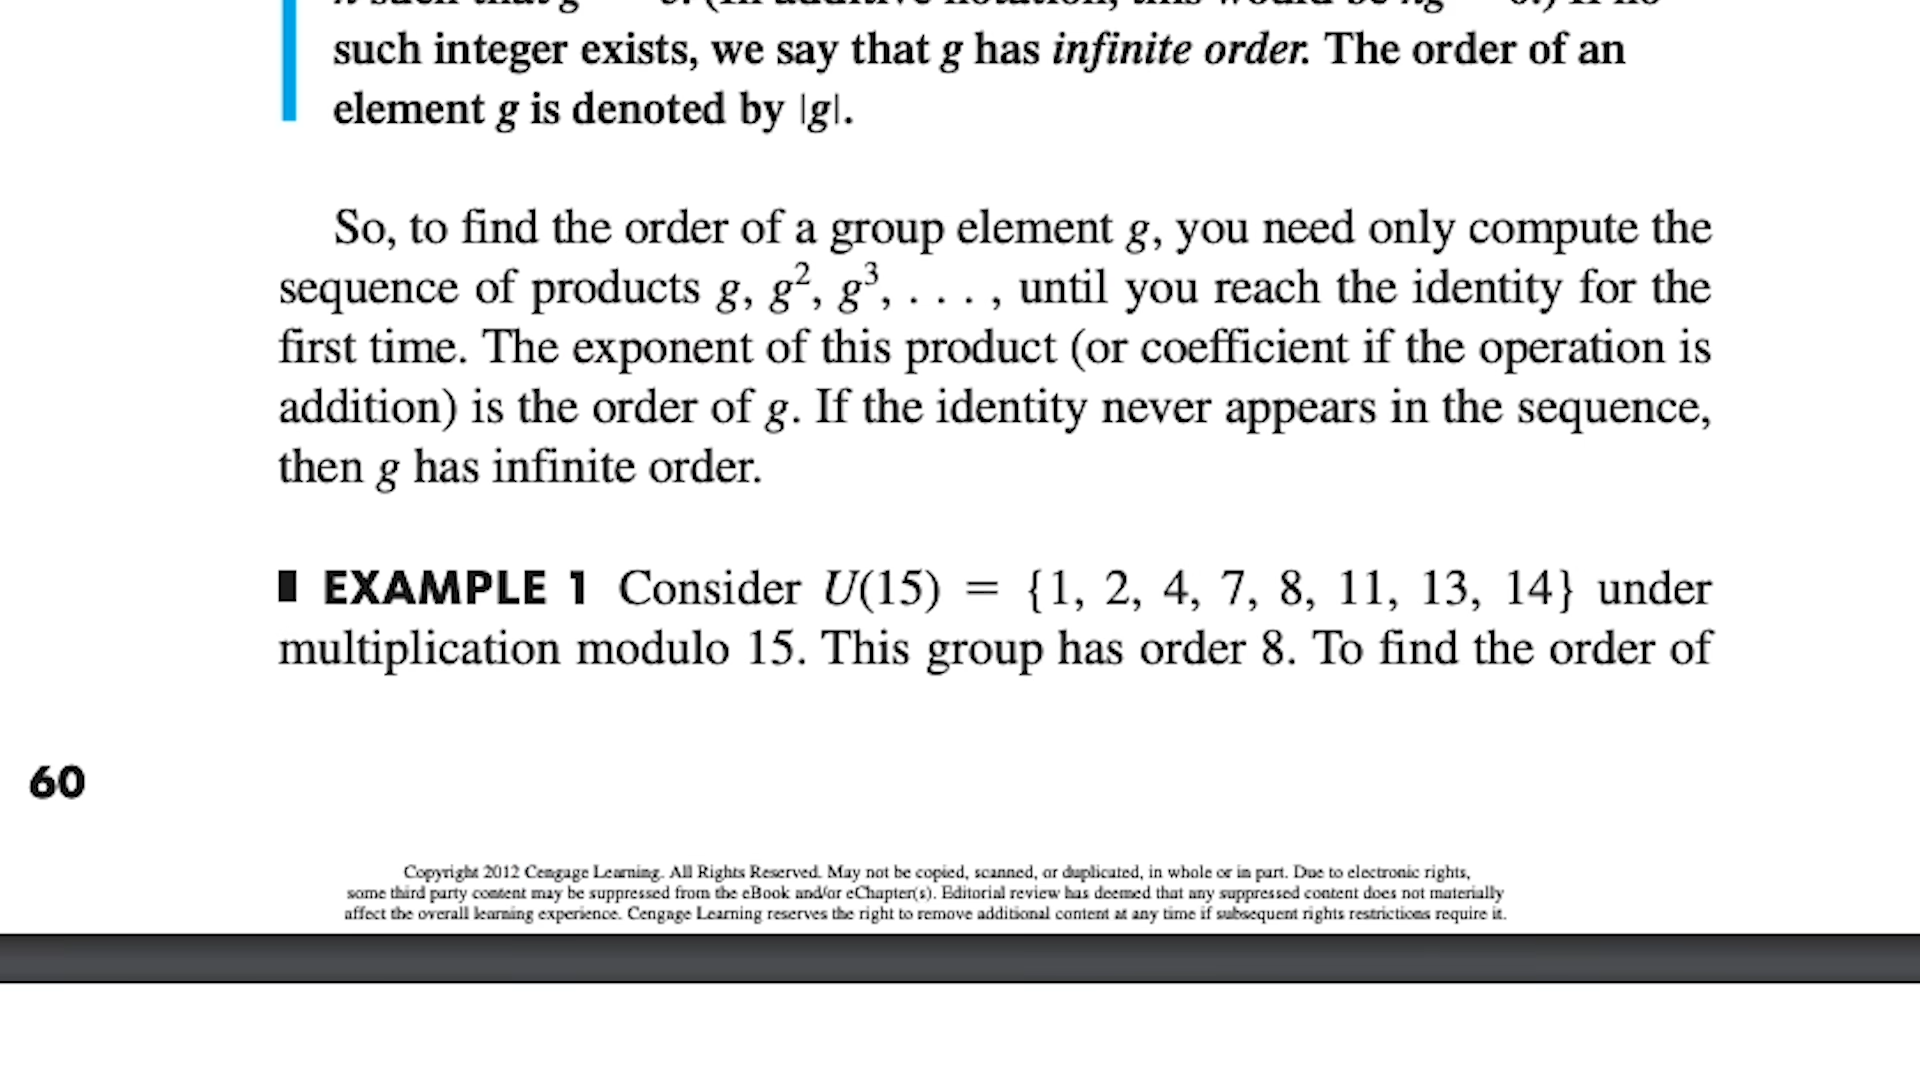 such integer exists, we say that g has infinite order. The order of an
element g is denoted by |g|.
So, to find the order of a group element g, you need only compute the
sequence of products g, g², g³, . . . , until you reach the identity for the
first time. The exponent of this product (or coefficient if the operation is
addition) is the order of g. If the identity never appears in the sequence,
then g has infinite order.
EXAMPLE 1 Consider U(15) = {1, 2, 4, 7, 8, 11, 13, 14} under
multiplication modulo 15. This group has order 8. To find the order of
60
Copyright 2012 Cengage Learning. All Rights Reserved. May not be copied, scanned, or duplicated, in whole or in part. Due to electronic rights,
some third party content may be suppressed from the eBook and/or eChapter(s). Editorial review has deemed that any suppressed content does not materially
affect the overall learning experience. Cengage Learning reserves the right to remove additional content at any time if subsequent rights restrictions require it.